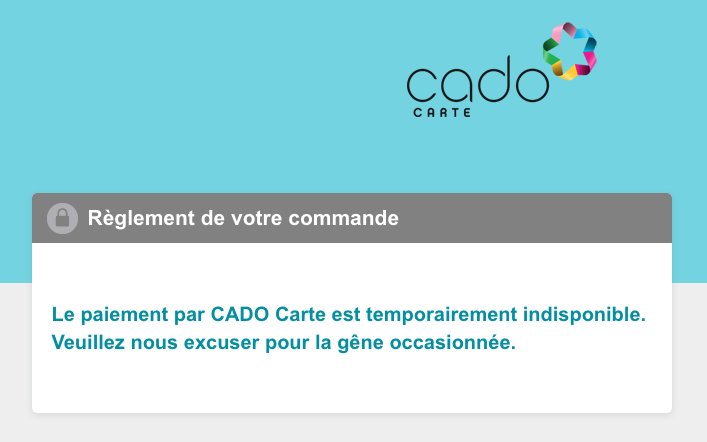 cado
CARTE
Règlement de votre commande
Le paiement par CADO Carte est temporairement indisponible.
Veuillez nous excuser pour la gêne occasionnée.